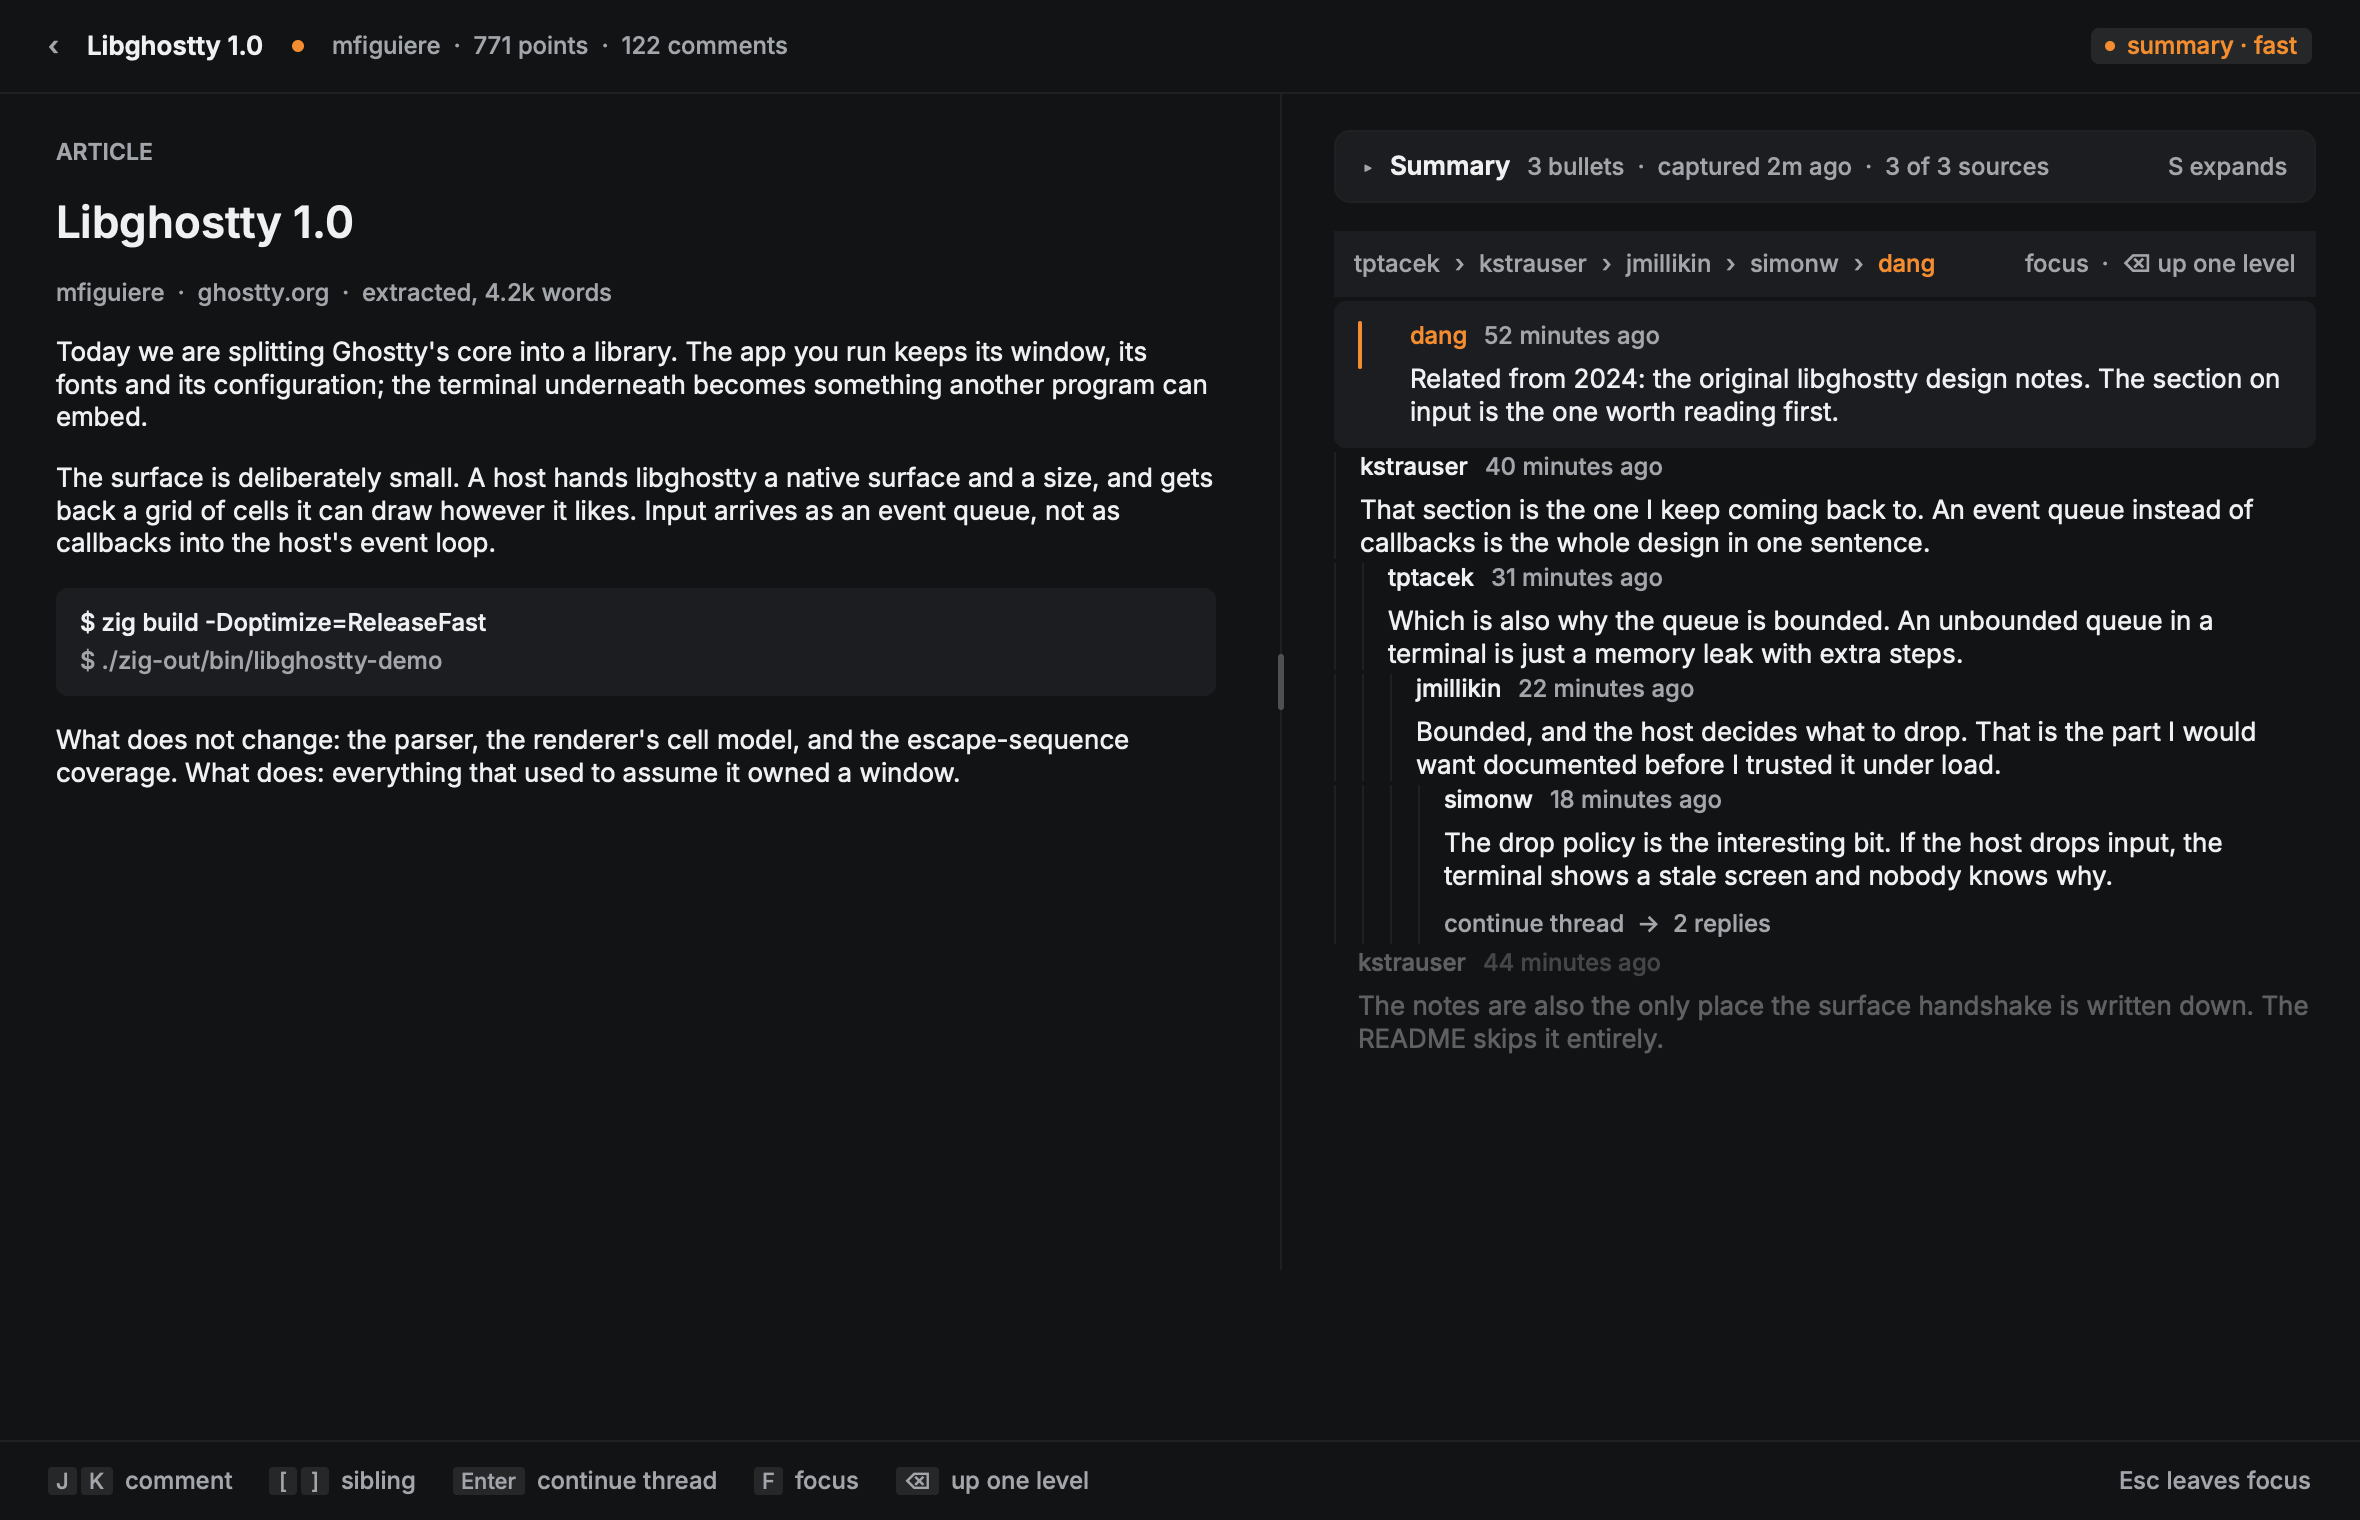 ‹ Libghostty 1.0 • mfiguiere · 771 points · 122 comments
• summary · fast
ARTICLE
Libghostty 1.0
mfiguiere · ghostty.org · extracted, 4.2k words
Today we are splitting Ghostty's core into a library. The app you run keeps its window, its
fonts and its configuration; the terminal underneath becomes something another program can
embed.
The surface is deliberately small. A host hands libghostty a native surface and a size, and gets
back a grid of cells it can draw however it likes. Input arrives as an event queue, not as
callbacks into the host's event loop.
$ zig build -Doptimize=ReleaseFast
$ ./zig-out/bin/libghostty-demo
What does not change: the parser, the renderer's cell model, and the escape-sequence
coverage. What does: everything that used to assume it owned a window.
▸ Summary 3 bullets · captured 2m ago · 3 of 3 sources S expands
tptacek › kstrauser › jmillikin › simonw › dang focus · ⌫ up one level
dang 52 minutes ago
Related from 2024: the original libghostty design notes. The section on
input is the one worth reading first.
kstrauser 40 minutes ago
That section is the one I keep coming back to. An event queue instead of
callbacks is the whole design in one sentence.
tptacek 31 minutes ago
Which is also why the queue is bounded. An unbounded queue in a
terminal is just a memory leak with extra steps.
jmillikin 22 minutes ago
Bounded, and the host decides what to drop. That is the part I would
want documented before I trusted it under load.
simonw 18 minutes ago
The drop policy is the interesting bit. If the host drops input, the
terminal shows a stale screen and nobody knows why.
continue thread → 2 replies
kstrauser 44 minutes ago
The notes are also the only place the surface handshake is written down. The
README skips it entirely.
J K comment [ ] sibling Enter continue thread F focus ⌫ up one level
Esc leaves focus